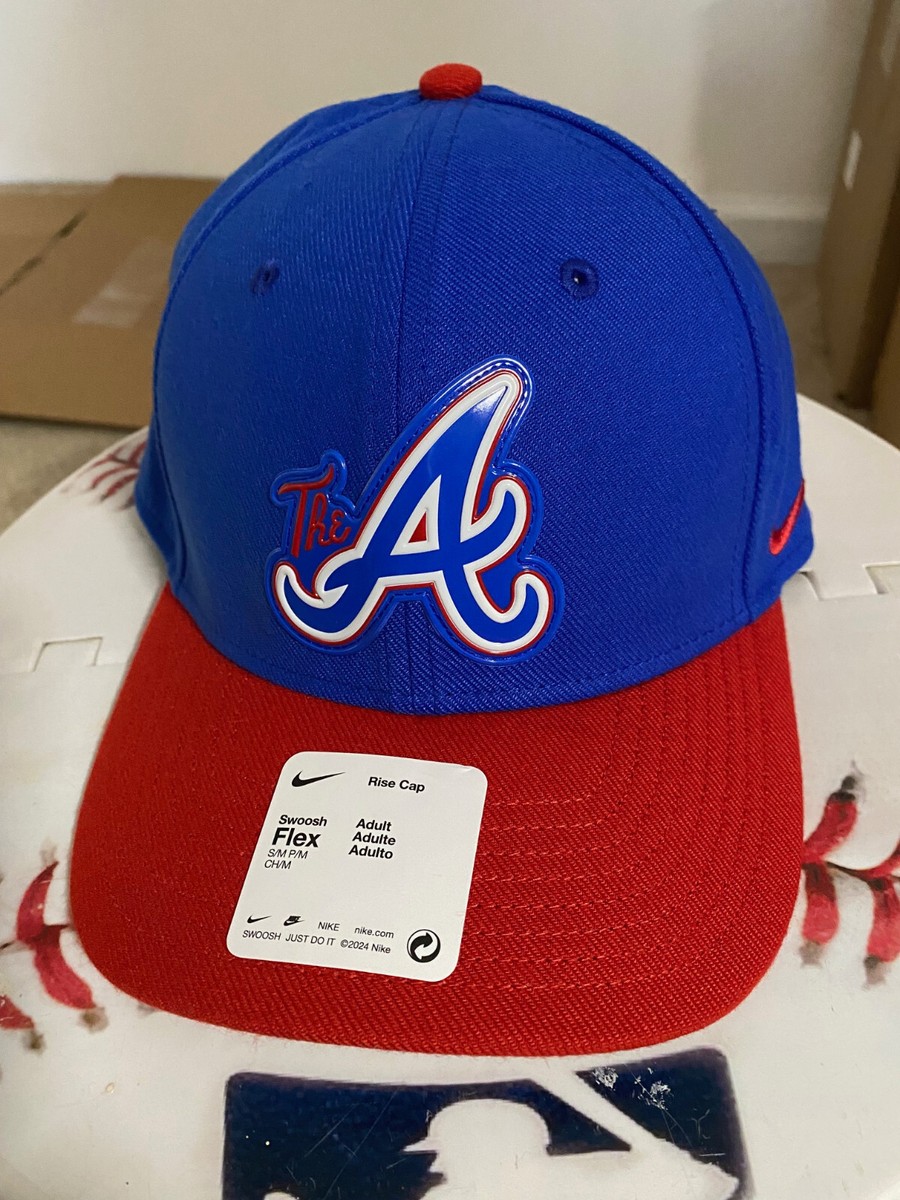 The
A
Rise Cap
Swoosh
Flex
S/M P/M
CH/M
Adult
Adulte
Adulto
NIKE nike.com
SWOOSH JUST DO IT ©2024 Nike